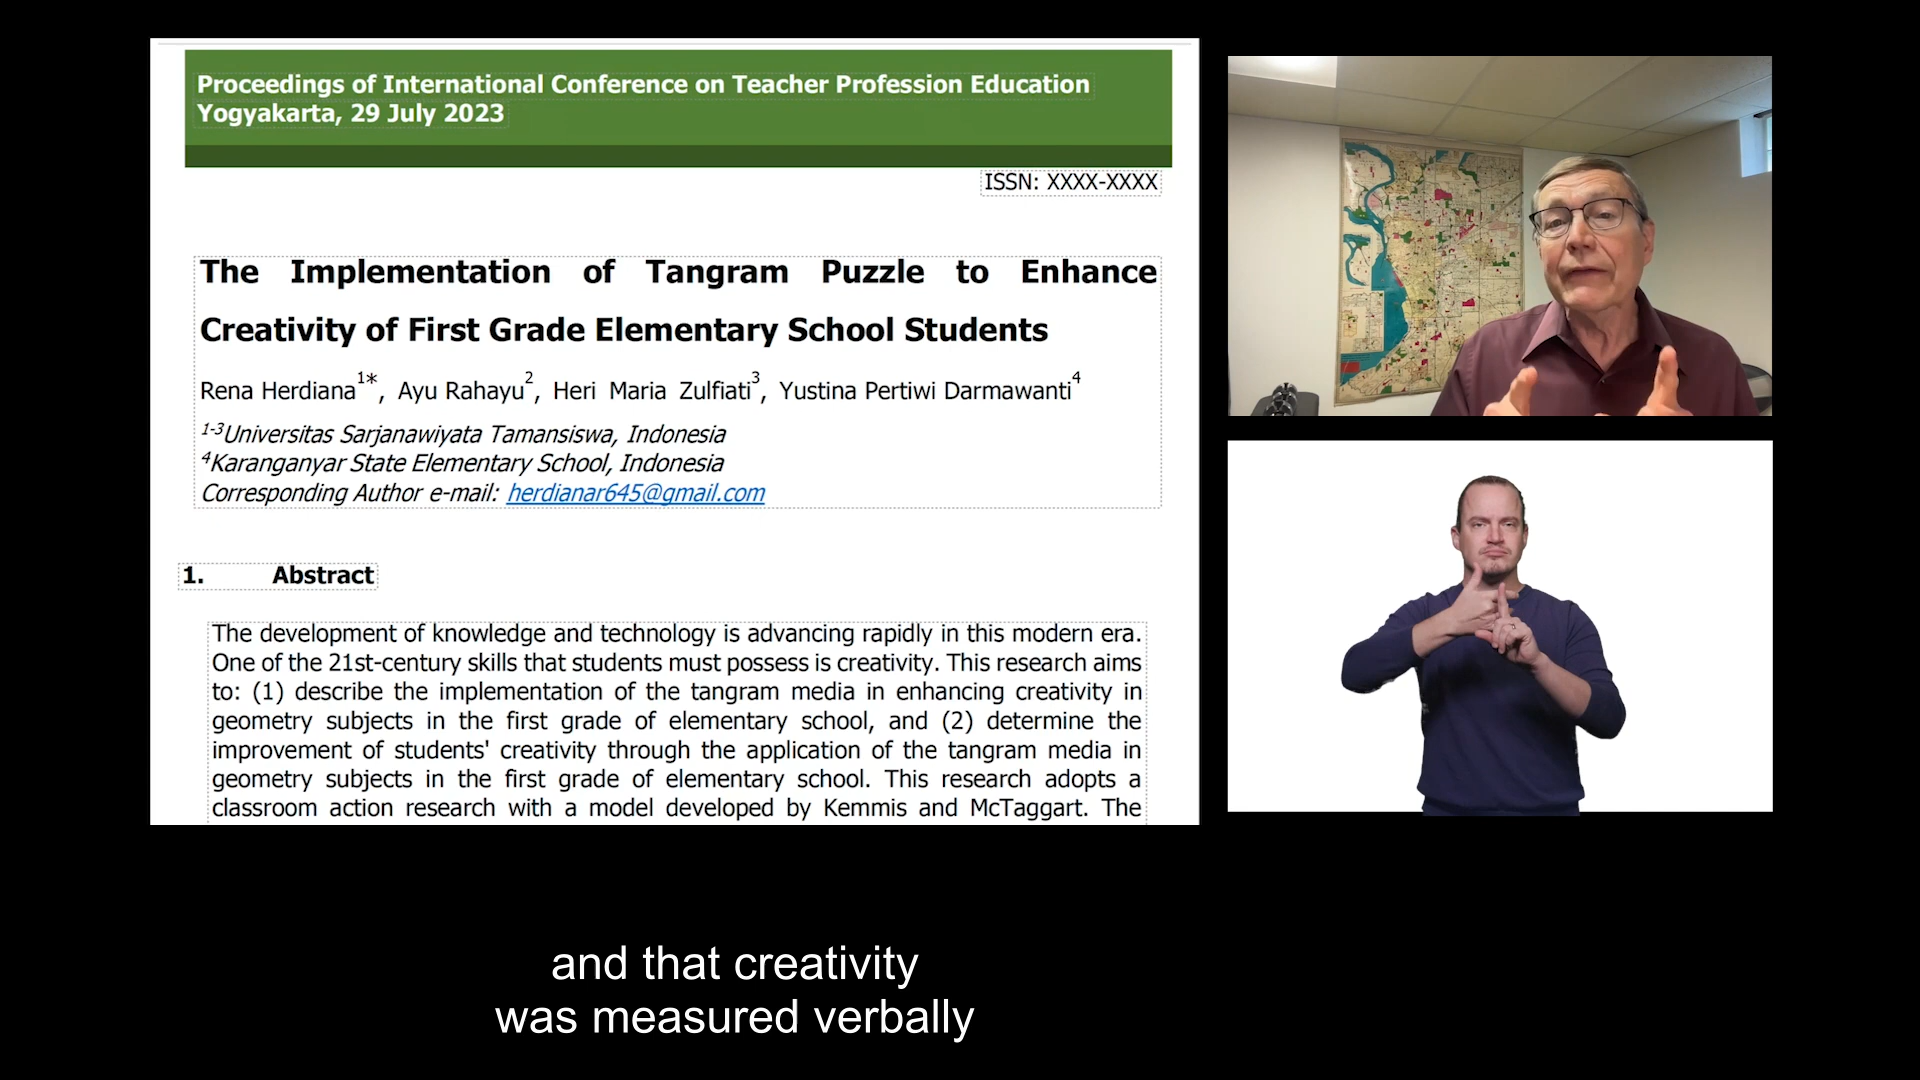 Proceedings of International Conference on Teacher Profession Education
Yogyakarta, 29 July 2023
ISSN: XXXX-XXXX
The Implementation of Tangram Puzzle to Enhance
Creativity of First Grade Elementary School Students
Rena Herdiana1*, Ayu Rahayu2, Heri Maria Zulfiati3, Yustina Pertiwi Darmawanti4
1-3Universitas Sarjanawiyata Tamansiswa, Indonesia
4Karanganyar State Elementary School, Indonesia
Corresponding Author e-mail: herdianar645@gmail.com
1. Abstract
The development of knowledge and technology is advancing rapidly in this modern era.
One of the 21st-century skills that students must possess is creativity. This research aims
to: (1) describe the implementation of the tangram media in enhancing creativity in
geometry subjects in the first grade of elementary school, and (2) determine the
improvement of students' creativity through the application of the tangram media in
geometry subjects in the first grade of elementary school. This research adopts a
classroom action research with a model developed by Kemmis and McTaggart. The
and that creativity
was measured verbally